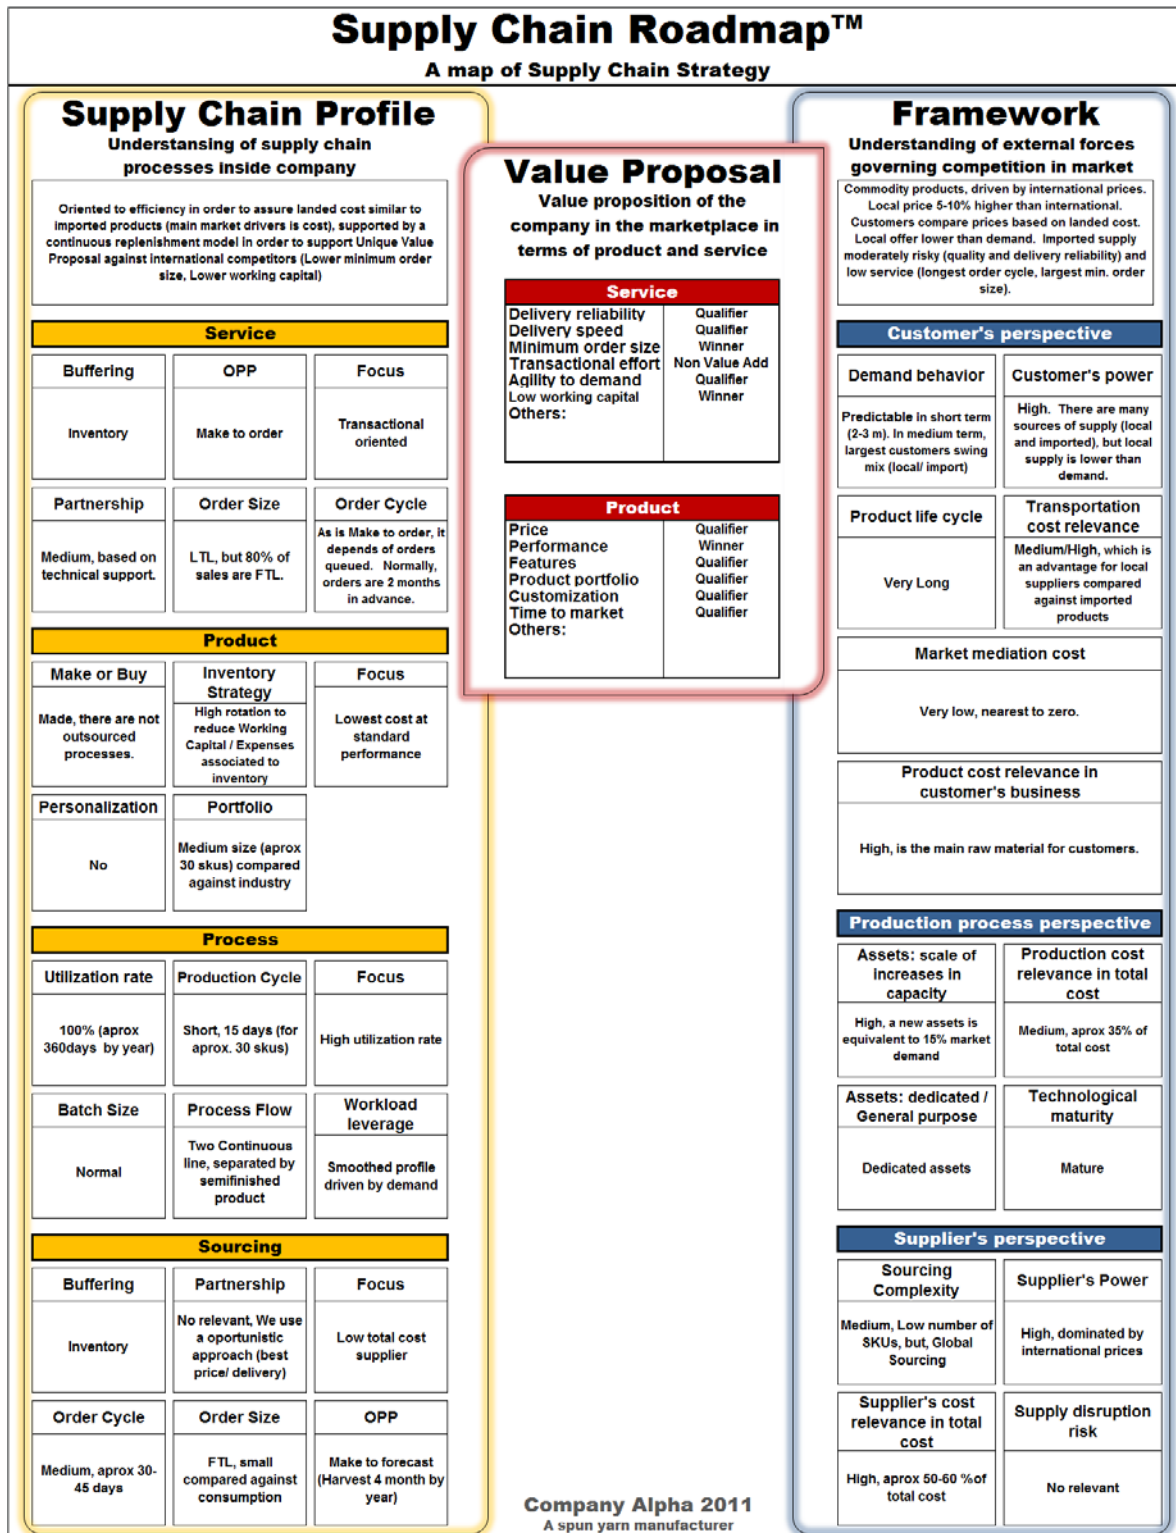 Supply Chain Roadmap™
A map of Supply Chain Strategy
Supply Chain Profile
Understansing of supply chain
processes inside company
Oriented to efficiency in order to assure landed cost similar to
imported products (main market drivers is cost), supported by a
continuous replenishment model in order to support Unique Value
Proposal against international competitors (Lower minimum order
size, Lower working capital)
Service
Buffering
Inventory
OPP
Make to order
Focus
Transactional
oriented
Partnership
Medium, based on
technical support.
Order Size
LTL, but 80% of
sales are FTL.
Order Cycle
As is Make to order, it
depends of orders
queued. Normally,
orders are 2 months
in advance.
Product
Make or Buy
Made, there are not
outsourced
processes.
Inventory
Strategy
High rotation to
reduce Working
Capital / Expenses
associated to
inventory
Focus
Lowest cost at
standard
performance
Personalization
No
Portfolio
Medium size (aprox
30 skus) compared
against industry
Process
Utilization rate
100% (aprox
360days by year)
Production Cycle
Short, 15 days (for
aprox. 30 skus)
Focus
High utilization rate
Batch Size
Normal
Process Flow
Two Continuous
line, separated by
semifinished
product
Workload
leverage
Smoothed profile
driven by demand
Sourcing
Buffering
Inventory
Partnership
No relevant, We use
a oportunistic
approach (best
price/ delivery)
Focus
Low total cost
supplier
Order Cycle
Medium, aprox 30-
45 days
Order Size
FTL, small
compared against
consumption
OPP
Make to forecast
(Harvest 4 month by
year)
Value Proposal
Value proposition of the
company in the marketplace in
terms of product and service
Service
Delivery reliability Qualifier
Delivery speed Qualifier
Minimum order size Winner
Transactional effort Non Value Add
Agility to demand Qualifier
Low working capital Winner
Others:
Product
Price Qualifier
Performance Winner
Features Qualifier
Product portfolio Qualifier
Customization Qualifier
Time to market Qualifier
Others:
Company Alpha 2011
A spun yarn manufacturer
Framework
Understanding of external forces
governing competition in market
Commodity products, driven by international prices.
Local price 5-10% higher than international.
Customers compare prices based on landed cost.
Local offer lower than demand. Imported supply
moderately risky (quality and delivery reliability) and
low service (longest order cycle, largest min. order
size).
Customer's perspective
Demand behavior
Predictable in short term
(2-3 m). In medium term,
largest customers swing
mix (local/ import)
Customer's power
High. There are many
sources of supply (local
and imported), but local
supply is lower than
demand.
Product life cycle
Very Long
Transportation
cost relevance
Medium/High, which is
an advantage for local
suppliers compared
against imported
products
Market mediation cost
Very low, nearest to zero.
Product cost relevance in
customer's business
High, is the main raw material for customers.
Production process perspective
Assets: scale of
increases in
capacity
High, a new assets is
equivalent to 15% market
demand
Production cost
relevance in total
cost
Medium, aprox 35% of
total cost
Assets: dedicated /
General purpose
Dedicated assets
Technological
maturity
Mature
Supplier's perspective
Sourcing
Complexity
Medium, Low number of
SKUs, but, Global
Sourcing
Supplier's Power
High, dominated by
international prices
Supplier's cost
relevance in total
cost
High, aprox 50-60 %of
total cost
Supply disruption
risk
No relevant